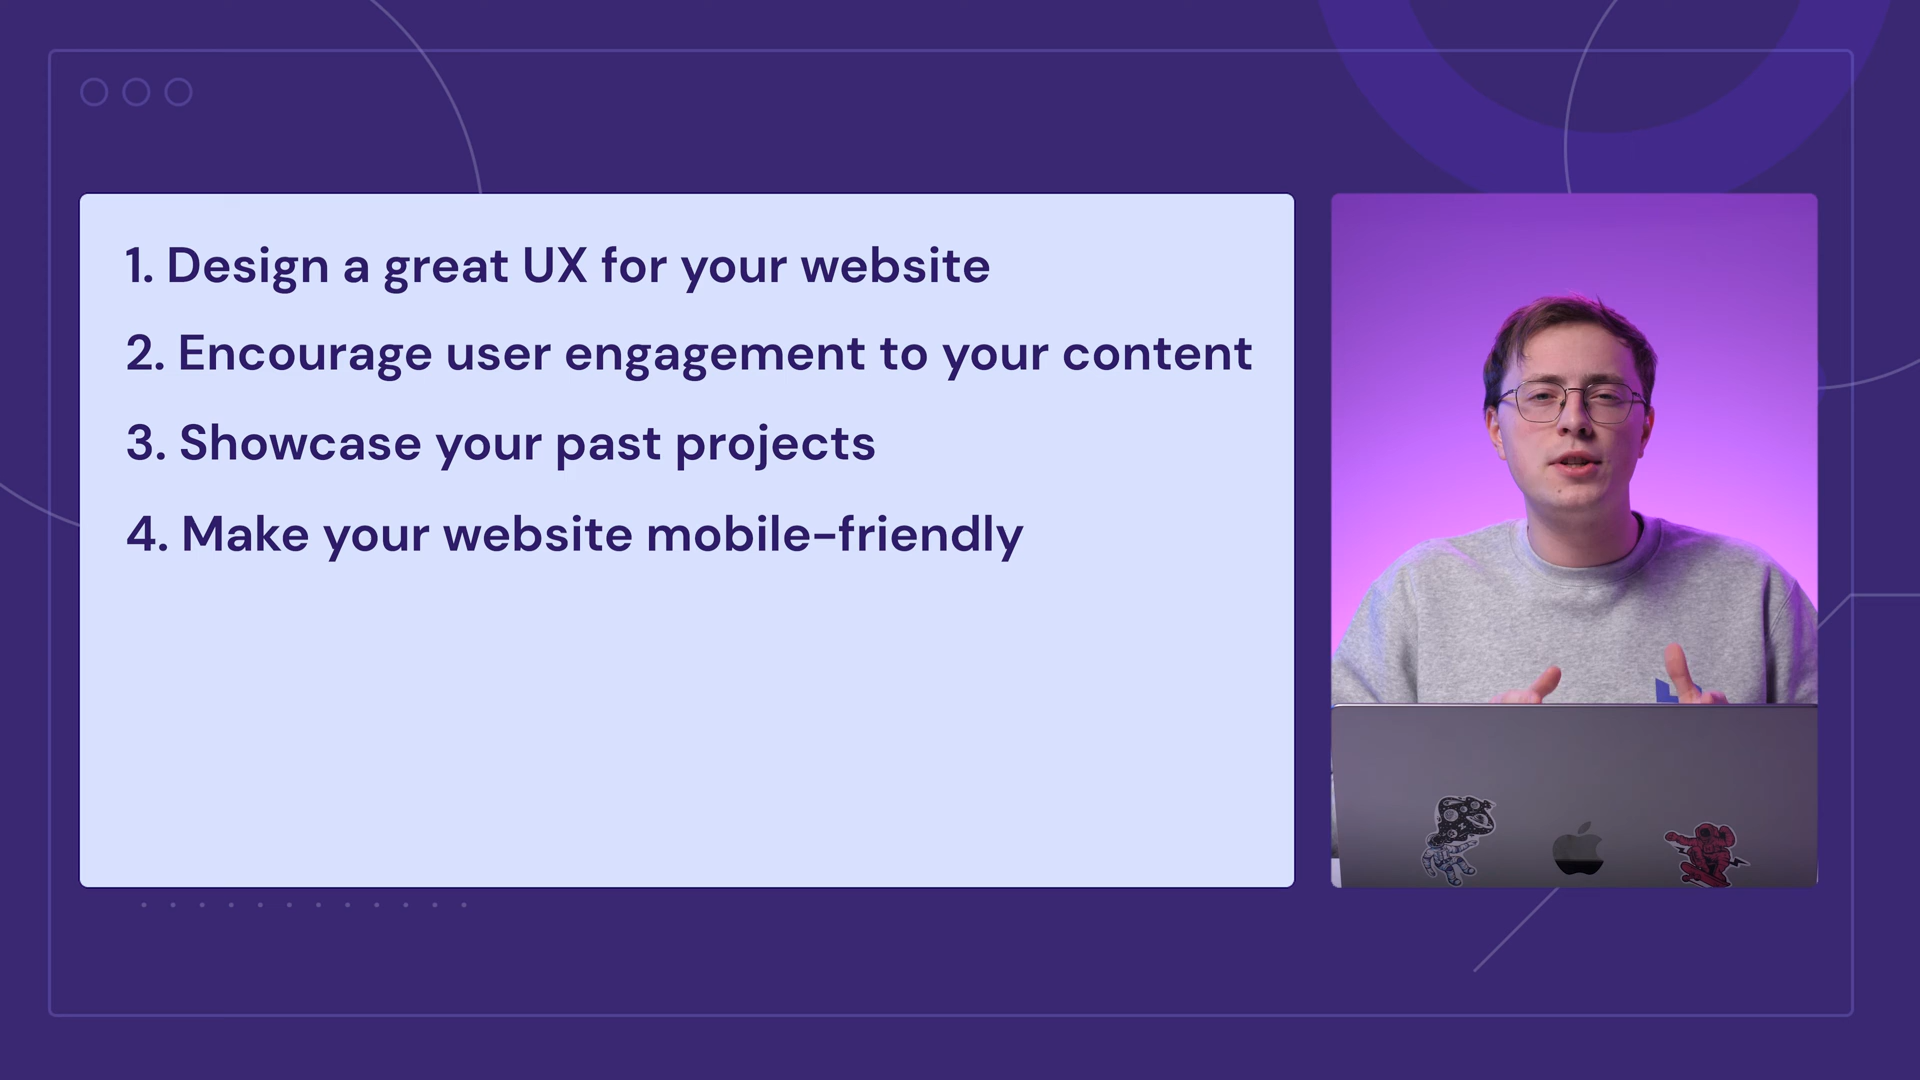 1. Design a great UX for your website
2. Encourage user engagement to your content
3. Showcase your past projects
4. Make your website mobile-friendly